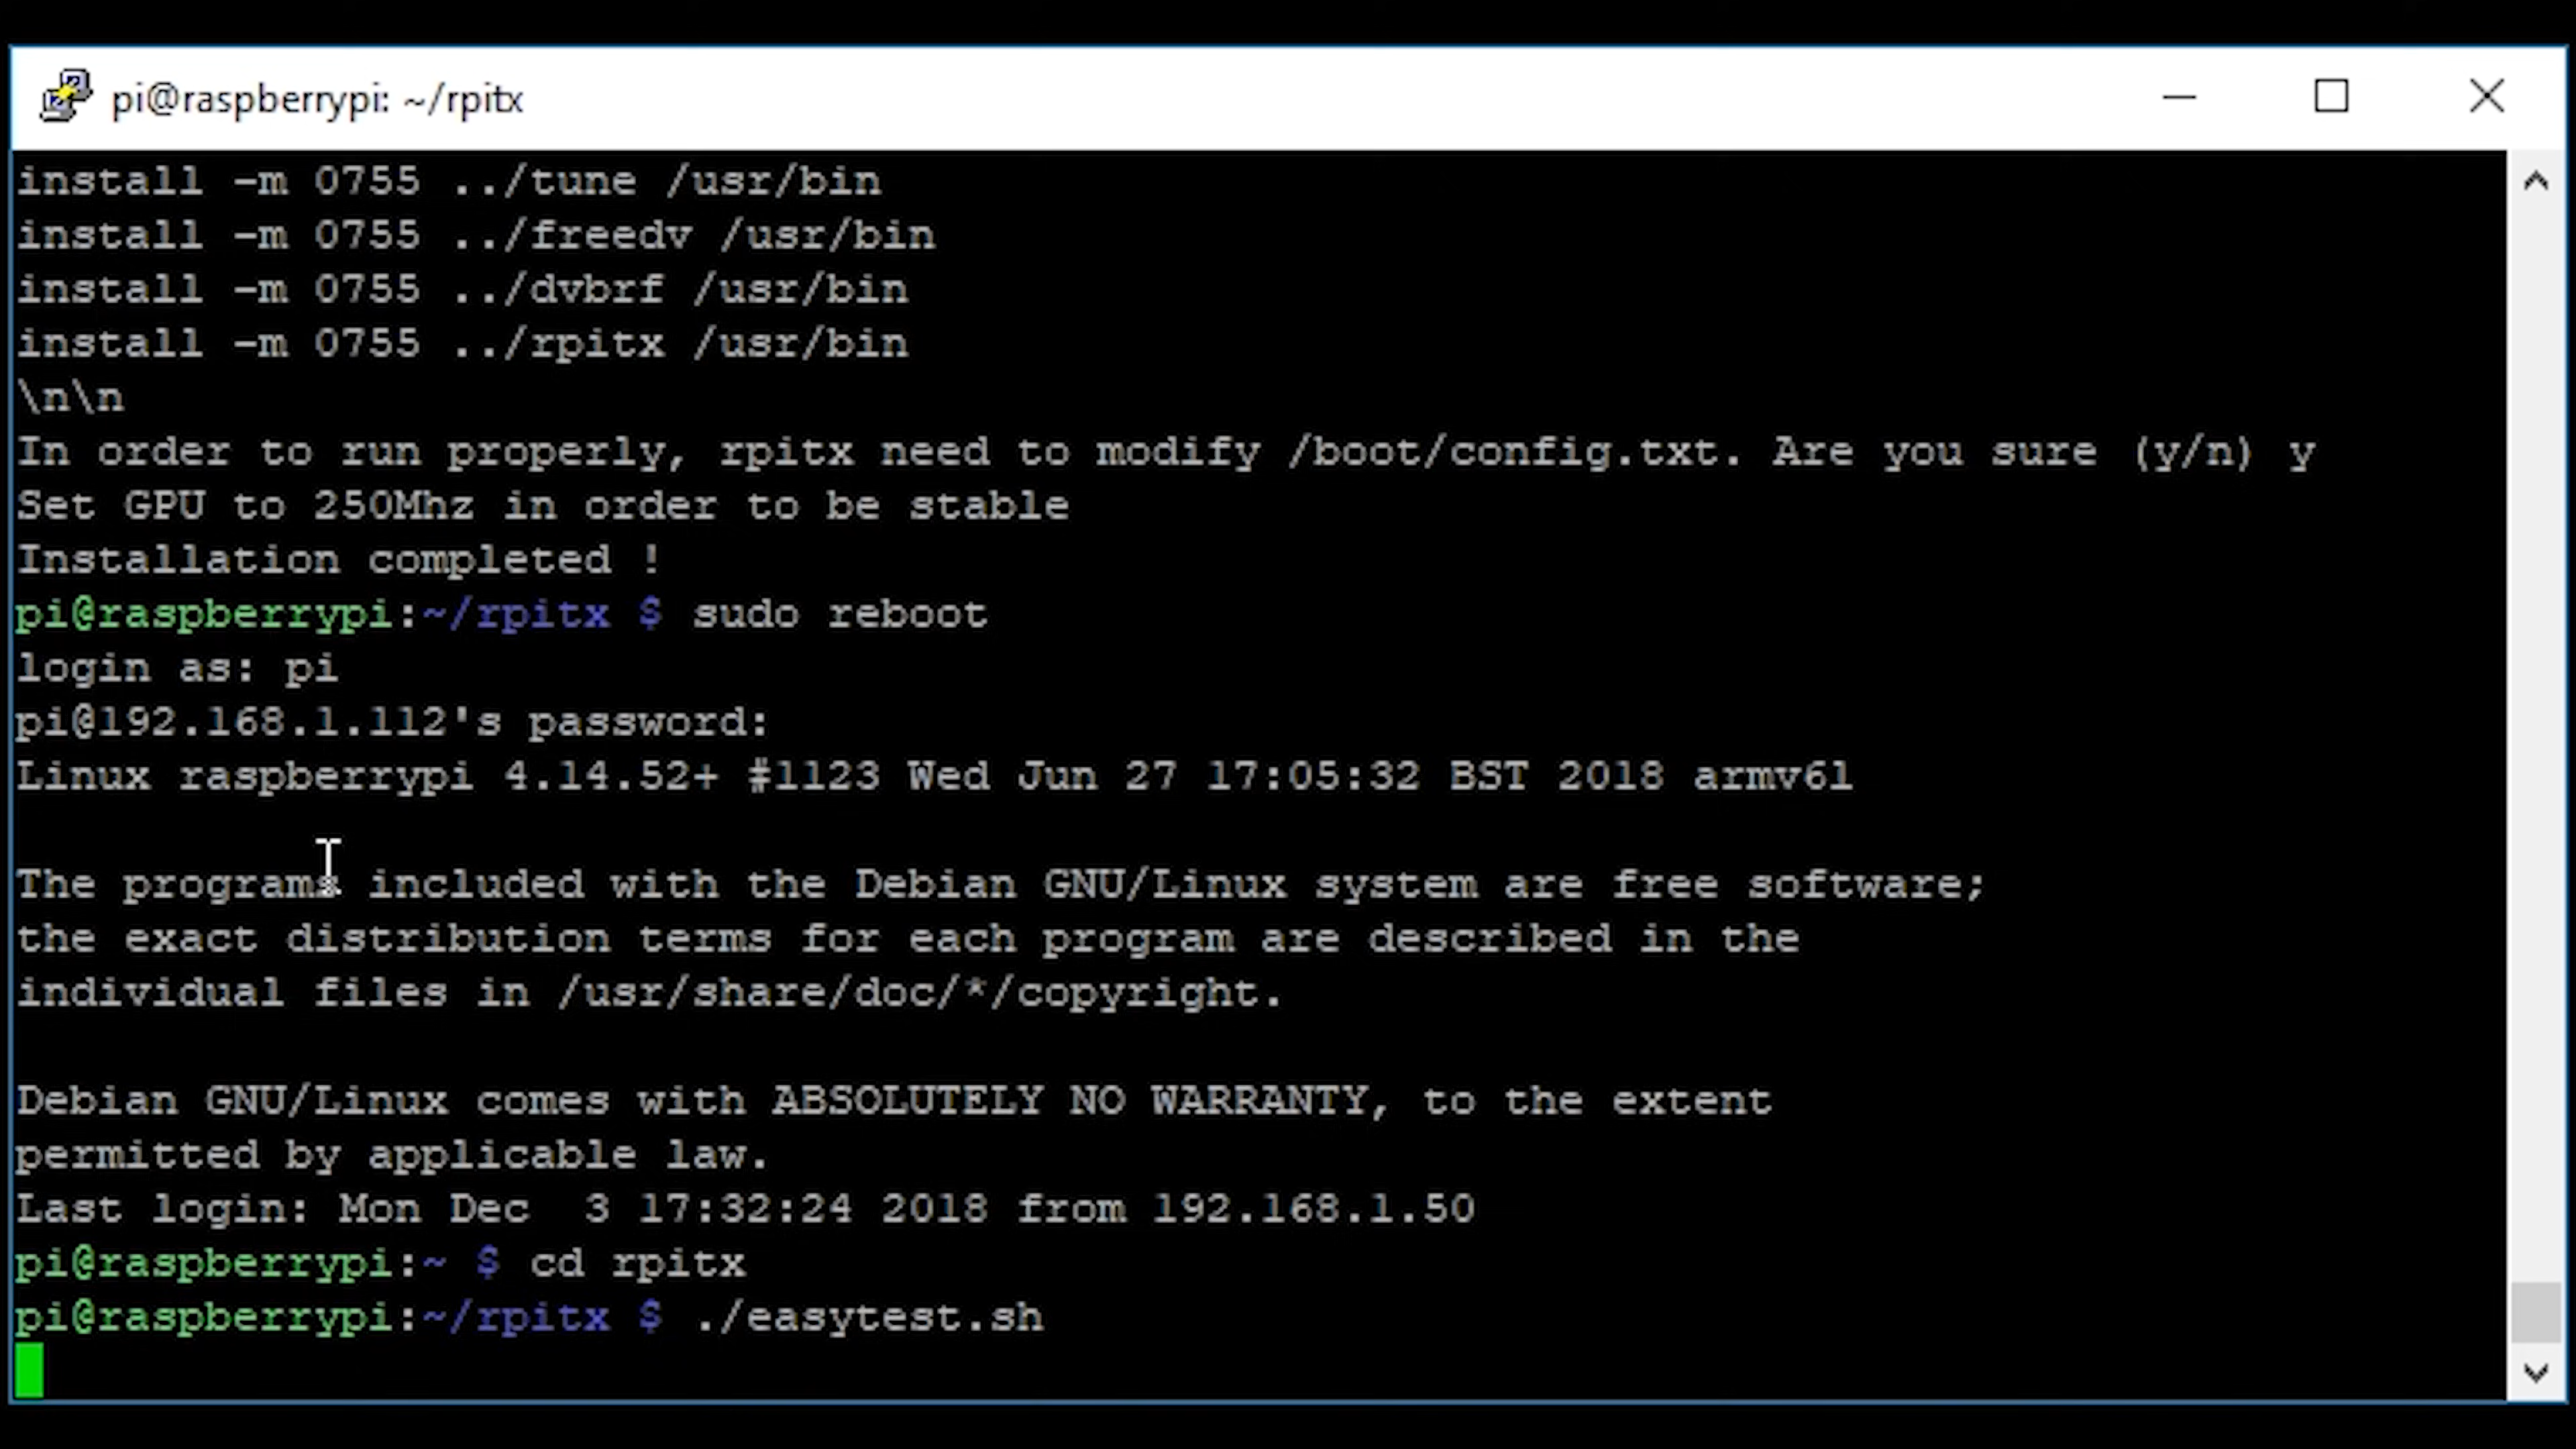 pi@raspberrypi: ~/rpitx
install -m 0755 ../tune /usr/bin
install -m 0755 ../freedv /usr/bin
install -m 0755 ../dvbrf /usr/bin
install -m 0755 ../rpitx /usr/bin
\n\n
In order to run properly, rpitx need to modify /boot/config.txt. Are you sure (y/n) y
Set GPU to 250Mhz in order to be stable
Installation completed !
pi@raspberrypi:~/rpitx $ sudo reboot
login as: pi
pi@192.168.1.112's password:
Linux raspberrypi 4.14.52+ #1123 Wed Jun 27 17:05:32 BST 2018 armv6l
The programs included with the Debian GNU/Linux system are free software;
the exact distribution terms for each program are described in the
individual files in /usr/share/doc/*/copyright.
Debian GNU/Linux comes with ABSOLUTELY NO WARRANTY, to the extent
permitted by applicable law.
Last login: Mon Dec  3 17:32:24 2018 from 192.168.1.50
pi@raspberrypi:~ $ cd rpitx
pi@raspberrypi:~/rpitx $ ./easytest.sh